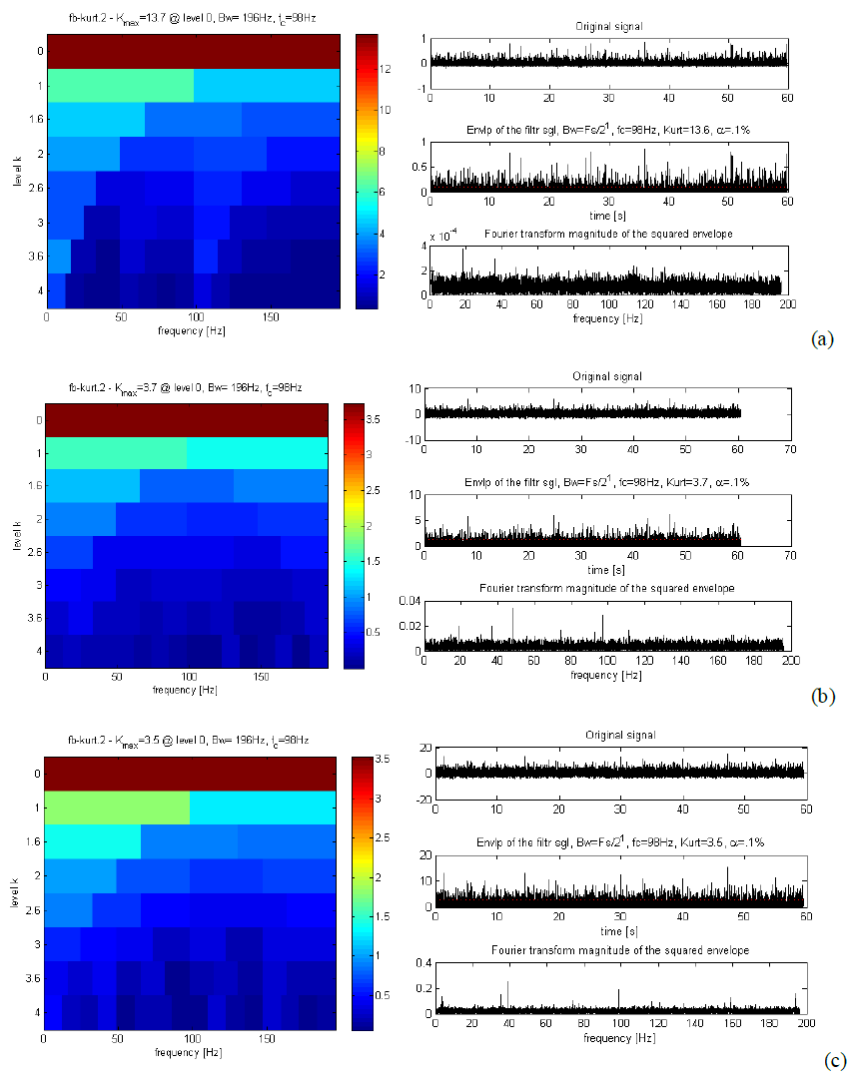 fb-kurt.2 - Kmax=13.7 @ level 0, Bw= 196Hz, fc=98Hz
level k
0
1
1.6
2
2.6
3
3.6
4
0 50 100 150
frequency [Hz]
12
10
8
6
4
2
Original signal
1
0
-1
0 10 20 30 40 50 60
Envlp of the filtr sgl, Bw=Fs/2^1, fc=98Hz, Kurt=13.6, α=.1%
1
0.5
0
0 10 20 30 40 50 60
time [s]
x 10^-4
Fourier transform magnitude of the squared envelope
4
2
0
0 20 40 60 80 100 120 140 160 180 200
frequency [Hz]
(a)
fb-kurt.2 - Kmax=3.7 @ level 0, Bw= 196Hz, fc=98Hz
level k
0
1
1.6
2
2.6
3
3.6
4
0 50 100 150
frequency [Hz]
3.5
3
2.5
2
1.5
1
0.5
Original signal
10
0
-10
0 10 20 30 40 50 60 70
Envlp of the filtr sgl, Bw=Fs/2^1, fc=98Hz, Kurt=3.7, α=.1%
10
5
0
0 10 20 30 40 50 60 70
time [s]
Fourier transform magnitude of the squared envelope
0.04
0.02
0
0 20 40 60 80 100 120 140 160 180 200
frequency [Hz]
(b)
fb-kurt.2 - Kmax=3.5 @ level 0, Bw= 196Hz, fc=98Hz
level k
0
1
1.6
2
2.6
3
3.6
4
0 50 100 150
frequency [Hz]
3.5
3
2.5
2
1.5
1
0.5
Original signal
20
0
-20
0 10 20 30 40 50 60
Envlp of the filtr sgl, Bw=Fs/2^1, fc=98Hz, Kurt=3.5, α=.1%
20
10
0
0 10 20 30 40 50 60
time [s]
Fourier transform magnitude of the squared envelope
0.4
0.2
0
0 20 40 60 80 100 120 140 160 180 200
frequency [Hz]
(c)